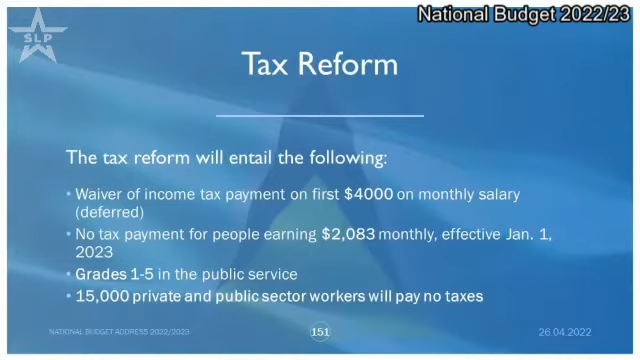 National Budget 2022/23
SLP
Tax Reform
The tax reform will entail the following:
• Waiver of income tax payment on first $4000 on monthly salary
(deferred)
• No tax payment for people earning $2,083 monthly, effective Jan. 1,
2023
• Grades 1-5 in the public service
• 15,000 private and public sector workers will pay no taxes
NATIONAL BUDGET ADDRESS 2022/2023
151
26.04.2022